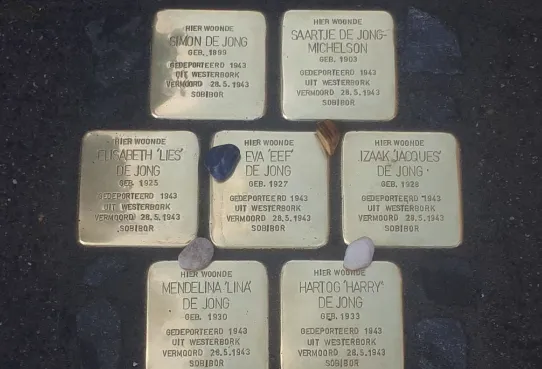 HIER WOONDE
SIMON DE JONG
GEB. 1899
GEDEPORTEERD 1943
UIT WESTERBORK
VERMOORD 28.5.1943
SOBIBOR
HIER WOONDE
SAARTJE DE JONG-
MICHELSON
GEB. 1903
GEDEPORTEERD 1943
UIT WESTERBORK
VERMOORD 28.5.1943
SOBIBOR
HIER WOONDE
ELISABETH 'LIES'
DE JONG
GEB. 1925
GEDEPORTEERD 1943
UIT WESTERBORK
VERMOORD 28.5.1943
SOBIBOR
HIER WOONDE
EVA 'EEF'
DE JONG
GEB. 1927
GEDEPORTEERD 1943
UIT WESTERBORK
VERMOORD 28.5.1943
SOBIBOR
HIER WOONDE
IZAAK 'JACQUES'
DE JONG
GEB. 1928
GEDEPORTEERD 1943
UIT WESTERBORK
VERMOORD 28.5.1943
SOBIBOR
HIER WOONDE
MENDELINA 'LINA'
DE JONG
GEB. 1930
GEDEPORTEERD 1943
UIT WESTERBORK
VERMOORD 28.5.1943
SOBIBOR
HIER WOONDE
HARTOG 'HARRY'
DE JONG
GEB. 1933
GEDEPORTEERD 1943
UIT WESTERBORK
VERMOORD 28.5.1943
SOBIBOR